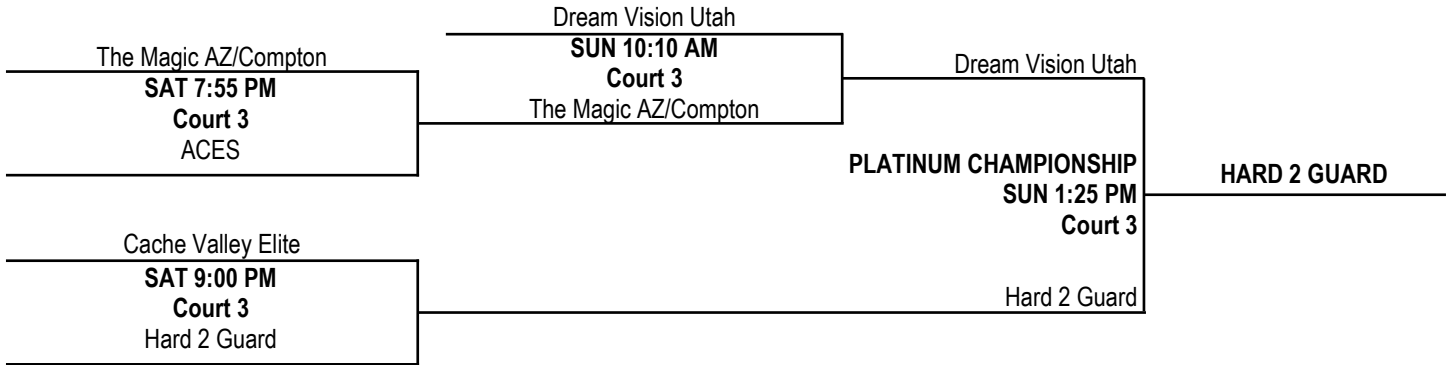 Dream Vision Utah
The Magic AZ/Compton
SUN 10:10 AM
Dream Vision Utah
SAT 7:55 PM
Court 3
Court 3
The Magic AZ/Compton
ACES
PLATINUM CHAMPIONSHIP
HARD 2 GUARD
SUN 1:25 PM
Court 3
Cache Valley Elite
SAT 9:00 PM
Court 3
Hard 2 Guard
Hard 2 Guard